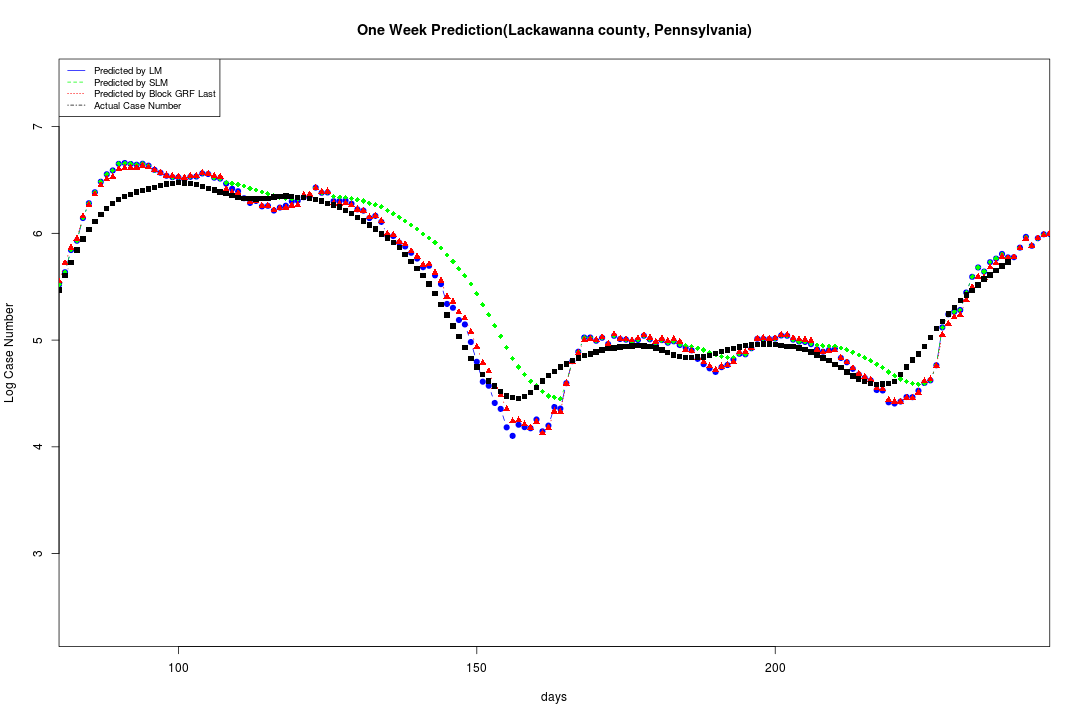 One Week Prediction(Lackawanna county, Pennsylvania)
Predicted by LM
Predicted by SLM
Predicted by Block GRF Last
Actual Case Number
7
6
5
4
3
Log Case Number
100 150 200
days